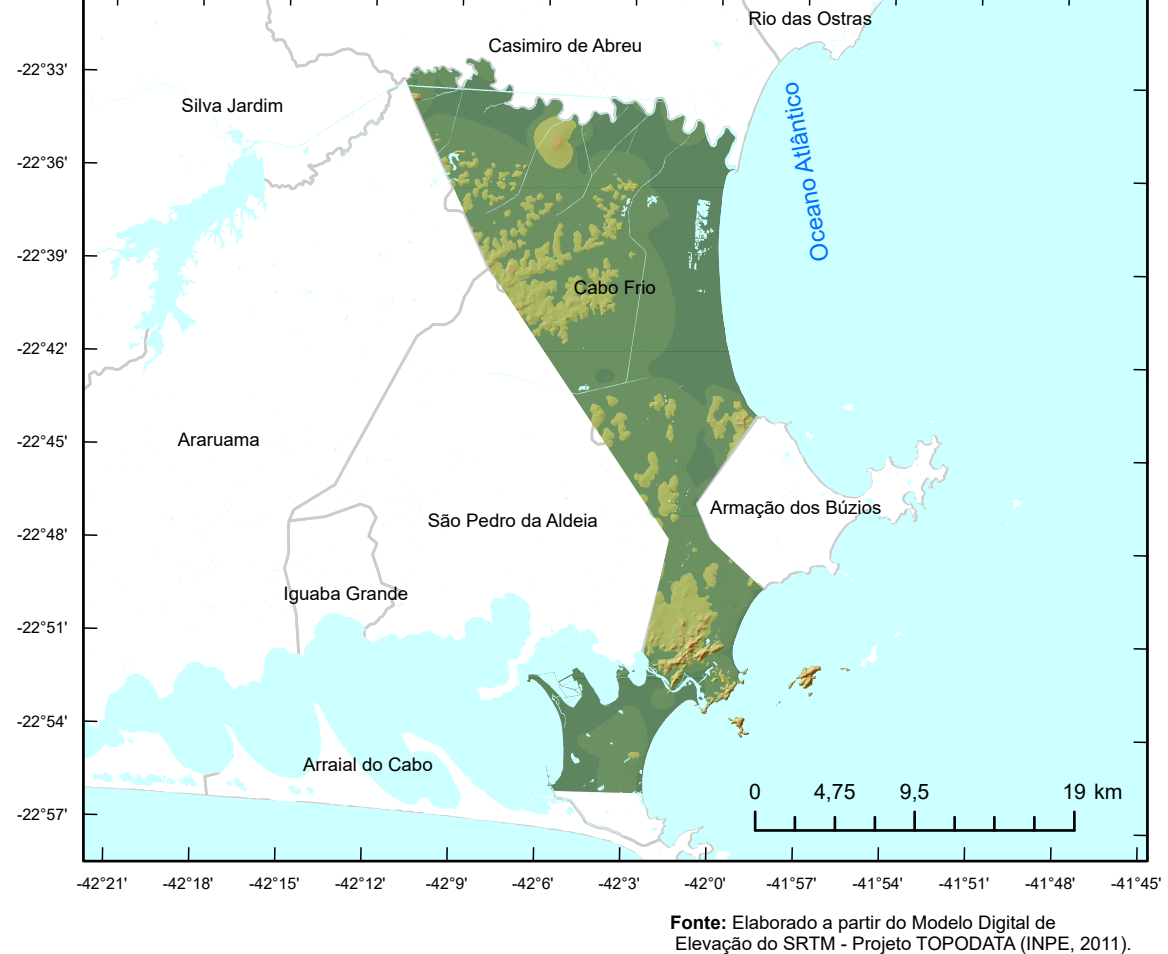 Rio das Ostras
Casimiro de Abreu
-22°33'
Silva Jardim
Oceano Atlântico
-22°36'
-22°39'
Cabo Frio
-22°42'
Araruama
-22°45'
Armação dos Búzios
São Pedro da Aldeia
-22°48'
Iguaba Grande
-22°51'
-22°54'
Arraial do Cabo
0 4,75 9,5 19 km
-22°57'
-42°21' -42°18' -42°15' -42°12' -42°9' -42°6' -42°3' -42°0' -41°57' -41°54' -41°51' -41°48' -41°45'
Fonte: Elaborado a partir do Modelo Digital de
Elevação do SRTM - Projeto TOPODATA (INPE, 2011).